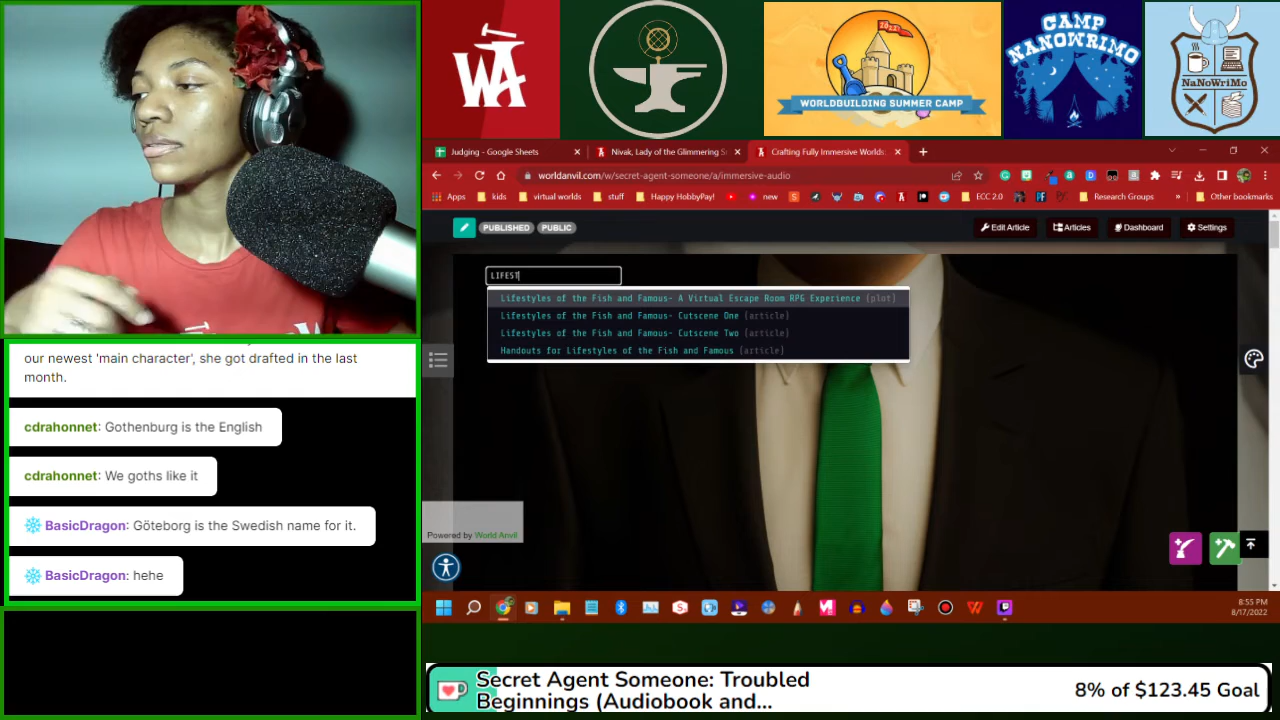 WA
2022
WORLDBUILDING SUMMER CAMP
CAMP
NANOWRIMO
NaNoWriMo
Judging - Google Sheets
Nivak, Lady of the Glimmering S
Crafting Fully Immersive Worlds:
worldanvil.com/w/secret-agent-someone/a/immersive-audio
Apps
kids
virtual worlds
stuff
Happy HobbyPay!
new
ECC 2.0
Research Groups
Other bookmarks
PUBLISHED
PUBLIC
Edit Article
Articles
Dashboard
Settings
LIFEST
Lifestyles of the Fish and Famous- A Virtual Escape Room RPG Experience (plot)
Lifestyles of the Fish and Famous- Cutscene One (article)
Lifestyles of the Fish and Famous- Cutscene Two (article)
Handouts for Lifestyles of the Fish and Famous (article)
Powered by World Anvil
our newest 'main character', she got drafted in the last
month.
cdrahonnet: Gothenburg is the English
cdrahonnet: We goths like it
BasicDragon: Göteborg is the Swedish name for it.
BasicDragon: hehe
8:55 PM
8/17/2022
Secret Agent Someone: Troubled
Beginnings (Audiobook and...
8% of $123.45 Goal